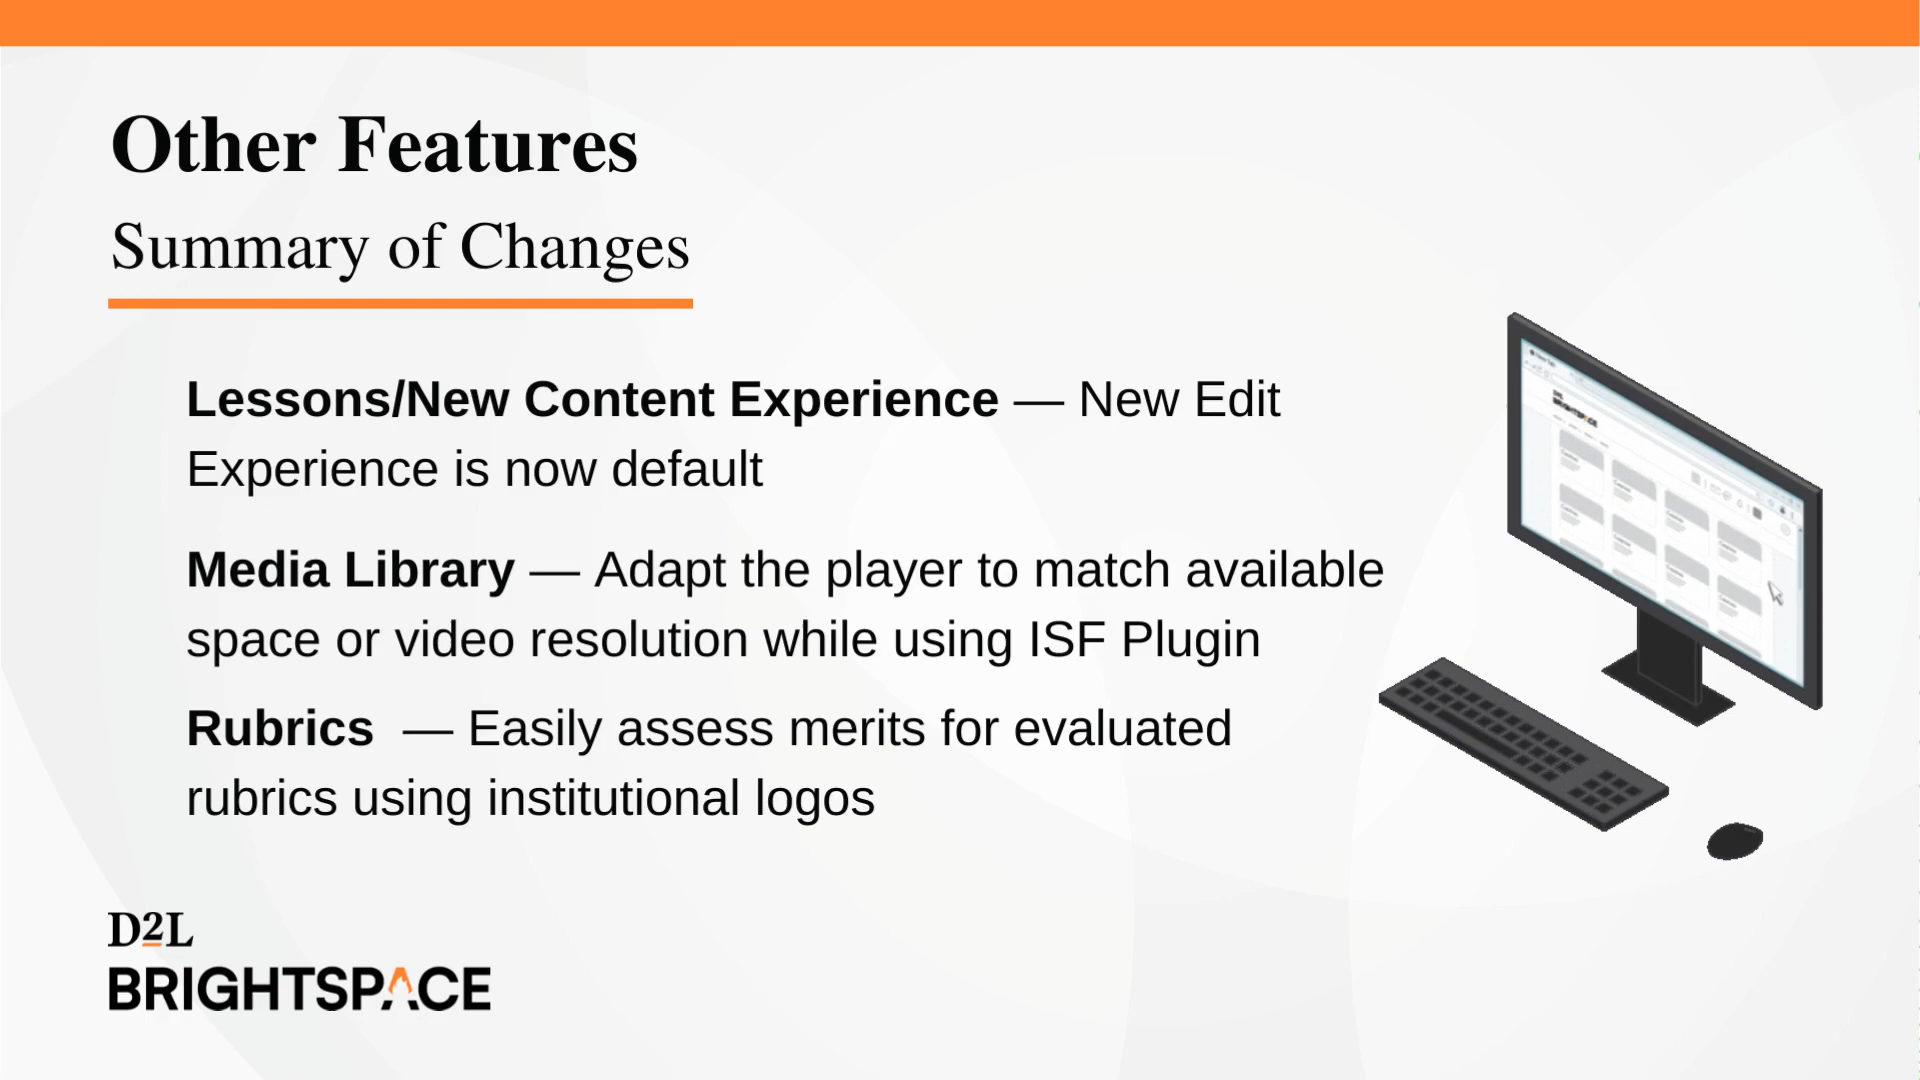 Other Features
Summary of Changes
Lessons/New Content Experience — New Edit
Experience is now default
Media Library — Adapt the player to match available
space or video resolution while using ISF Plugin
Rubrics — Easily assess merits for evaluated
rubrics using institutional logos
BRIGHTSPACE
D2L
BRIGHTSPACE